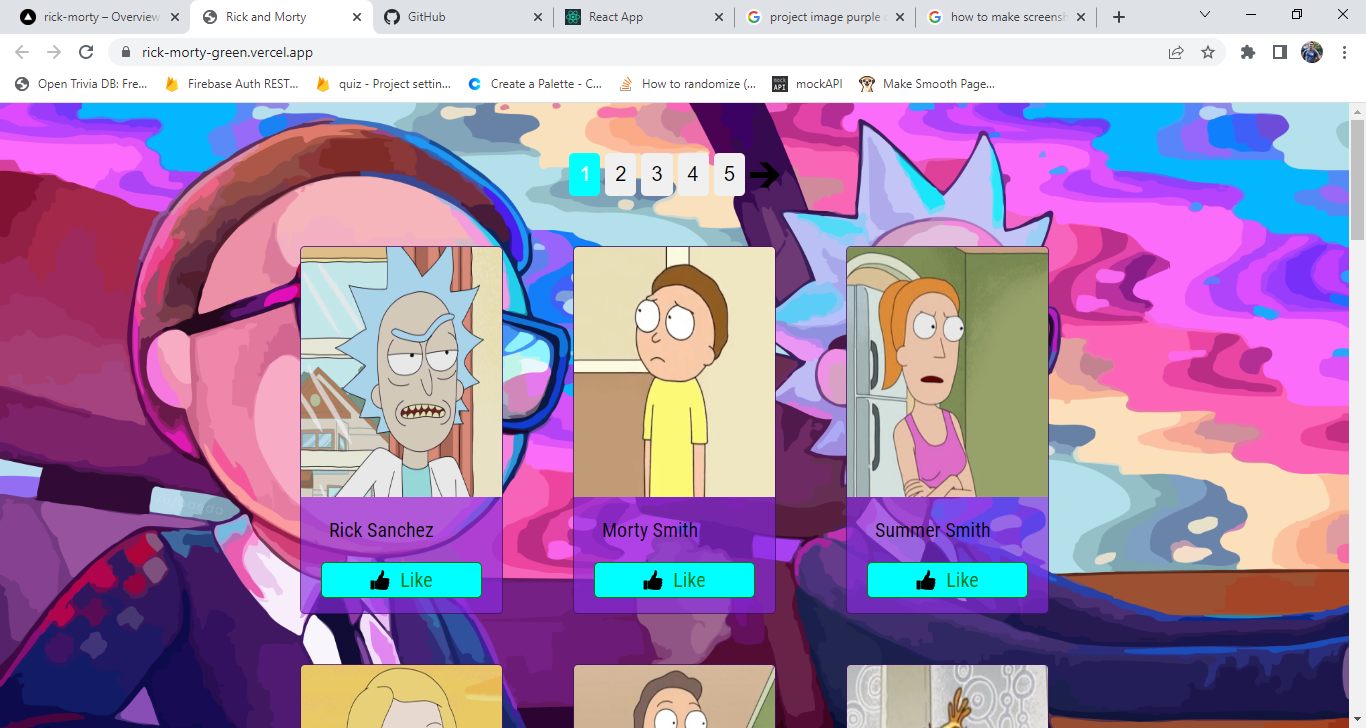 rick-morty – Overview
Rick and Morty
GitHub
React App
project image purple
how to make screensh
rick-morty-green.vercel.app
Open Trivia DB: Fre...
Firebase Auth REST...
quiz - Project settin...
Create a Palette - C...
How to randomize (...
mock API
mockAPI
Make Smooth Page...
1 2 3 4 5
Rick Sanchez
Morty Smith
Summer Smith
Like
Like
Like